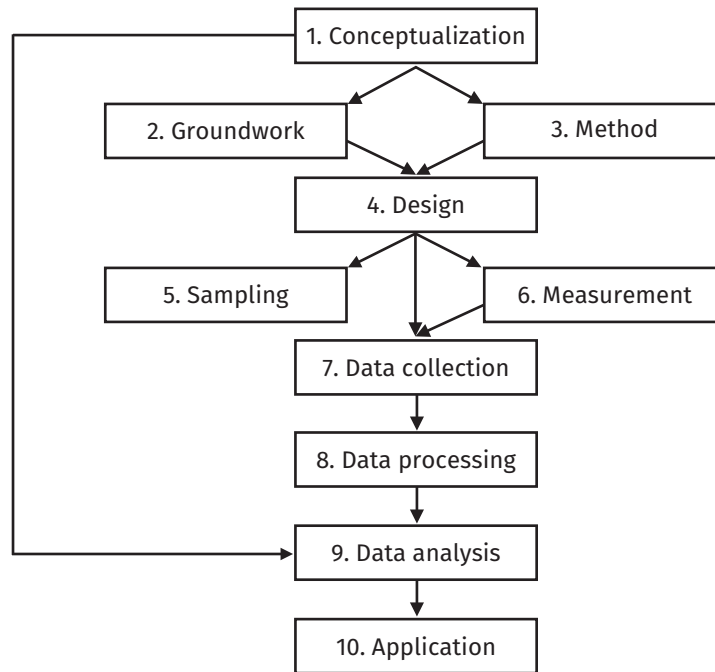 1. Conceptualization
2. Groundwork
3. Method
4. Design
5. Sampling
6. Measurement
7. Data collection
8. Data processing
9. Data analysis
10. Application